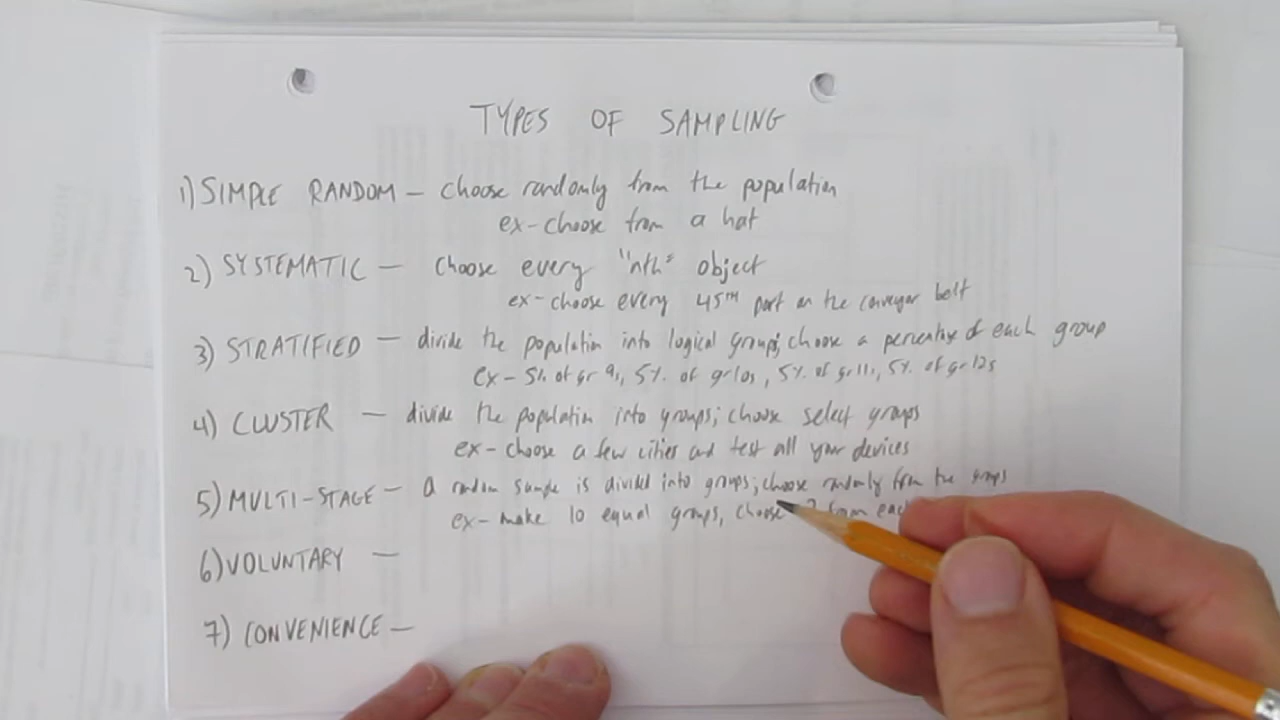 TYPES OF SAMPLING
1) SIMPLE RANDOM – choose randomly from the population
ex- choose from a hat
2) SYSTEMATIC – choose every "nth" object
ex- choose every 45TH part on the conveyor belt
3) STRATIFIED – divide the population into logical groups; choose a percentage of each group
ex – 5% of gr 9s, 5% of gr 10s, 5% of gr 11s, 5% of gr 12s
4) CLUSTER – divide the population into groups; choose select groups
ex – choose a few cities and test all your devices
5) MULTI-STAGE – a random sample is divided into groups; choose randomly from the groups
ex- make 10 equal groups, choose from each
6) VOLUNTARY –
7) CONVENIENCE –